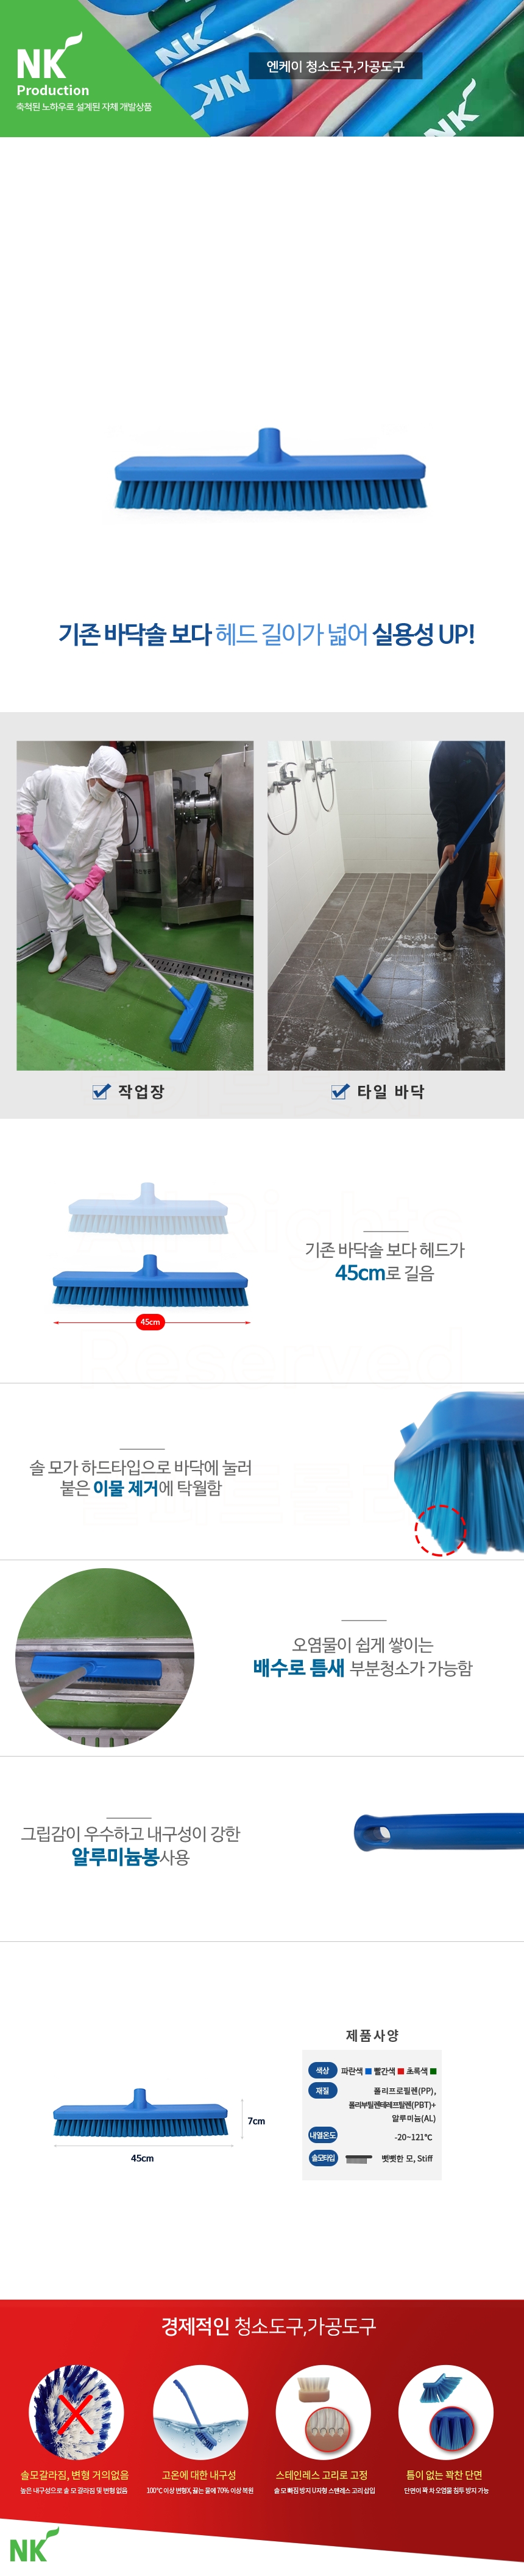 NK
Production
축척된 노하우로 설계된 자체 개발상품
NK
NK
NK
엔케이 청소도구,가공도구
기존 바닥솔 보다 헤드 길이가 넓어 실용성 UP!
작업장
타일 바닥
기존 바닥솔 보다 헤드가
45cm로 길음
45cm
Reserved
솔 모가 하드타입으로 바닥에 눌러
붙은 이물 제거에 탁월함
오염물이 쉽게 쌓이는
배수로 틈새 부분청소가 가능함
그립감이 우수하고 내구성이 강한
알루미늄봉사용
제품사양
색상 파란색 빨간색 초록색
재질 폴리프로필렌(PP),
폴리부틸렌테레프탈렌(PBT)+
알루미늄(AL)
내열온도 -20~121℃
솔모타입 뻣뻣한 모, Stiff
7cm
45cm
경제적인 청소도구,가공도구
솔모갈라짐, 변형 거의없음
높은 내구성으로 솔 모 갈라짐 및 변형 없음
고온에 대한 내구성
100℃ 이상 변형X, 끓는 물에 70% 이상 복원
스테인레스 고리로 고정
솔 모 빠짐 방지 U자형 스텐레스 고리 삽입
틈이 없는 꽉찬 단면
단면이 꽉 차 오염물 침투 방지 가능
NK